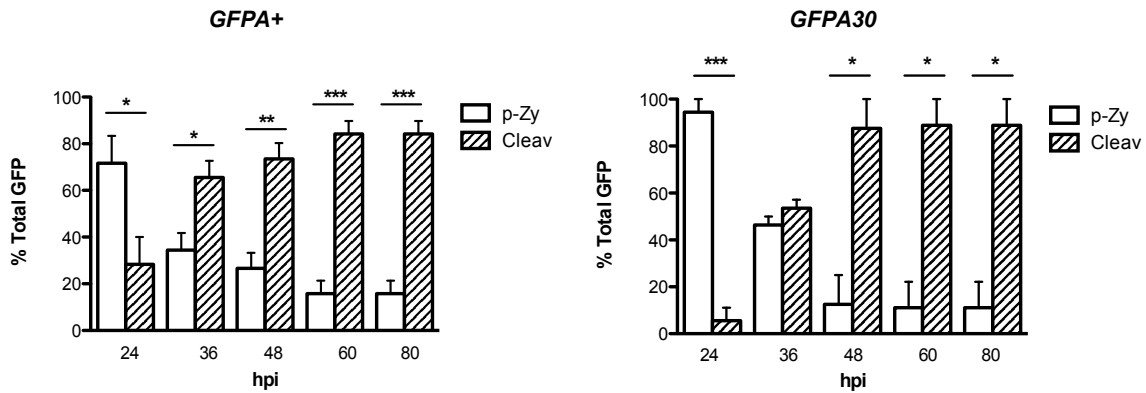 GFPA+
* * ** *** ***
100
80
60
40
20
0
% Total GFP
24 36 48 60 80
hpi
p-Zy
Cleav
GFPA30
*** * * *
100
80
60
40
20
0
% Total GFP
24 36 48 60 80
hpi
p-Zy
Cleav